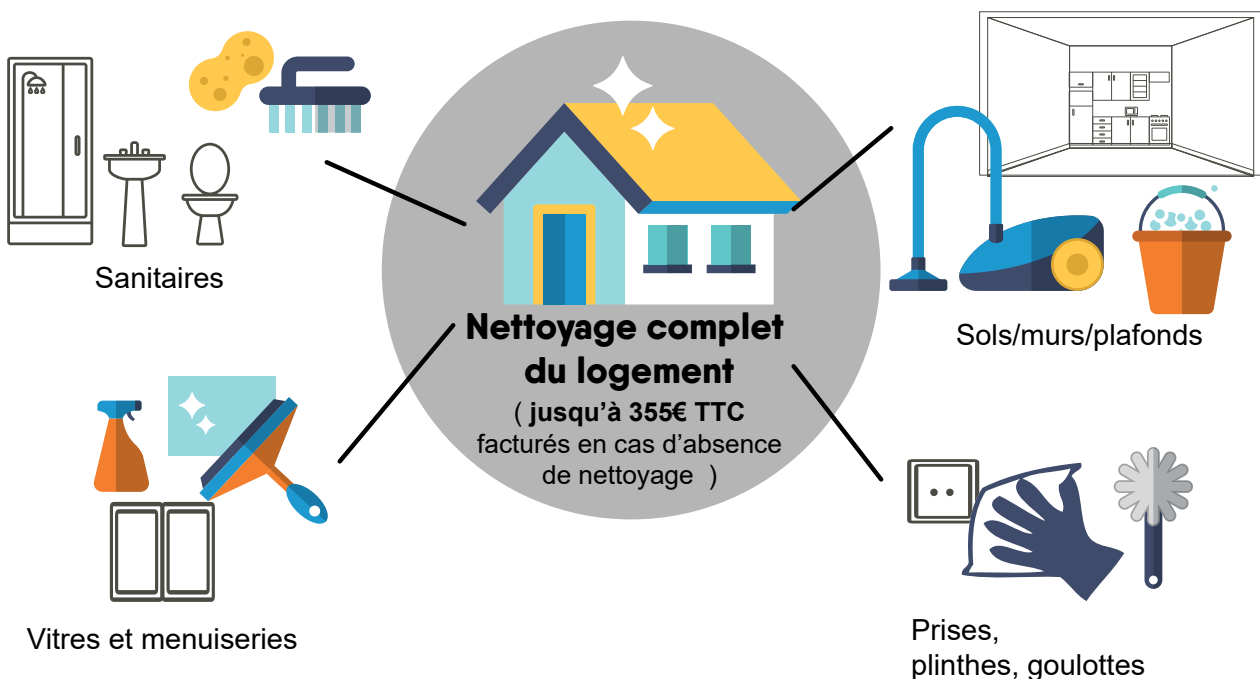 Sanitaires
Sols/murs/plafonds
Nettoyage complet
du logement
( jusqu’à 355€ TTC
facturés en cas d’absence
de nettoyage )
Vitres et menuiseries
Prises,
plinthes, goulottes